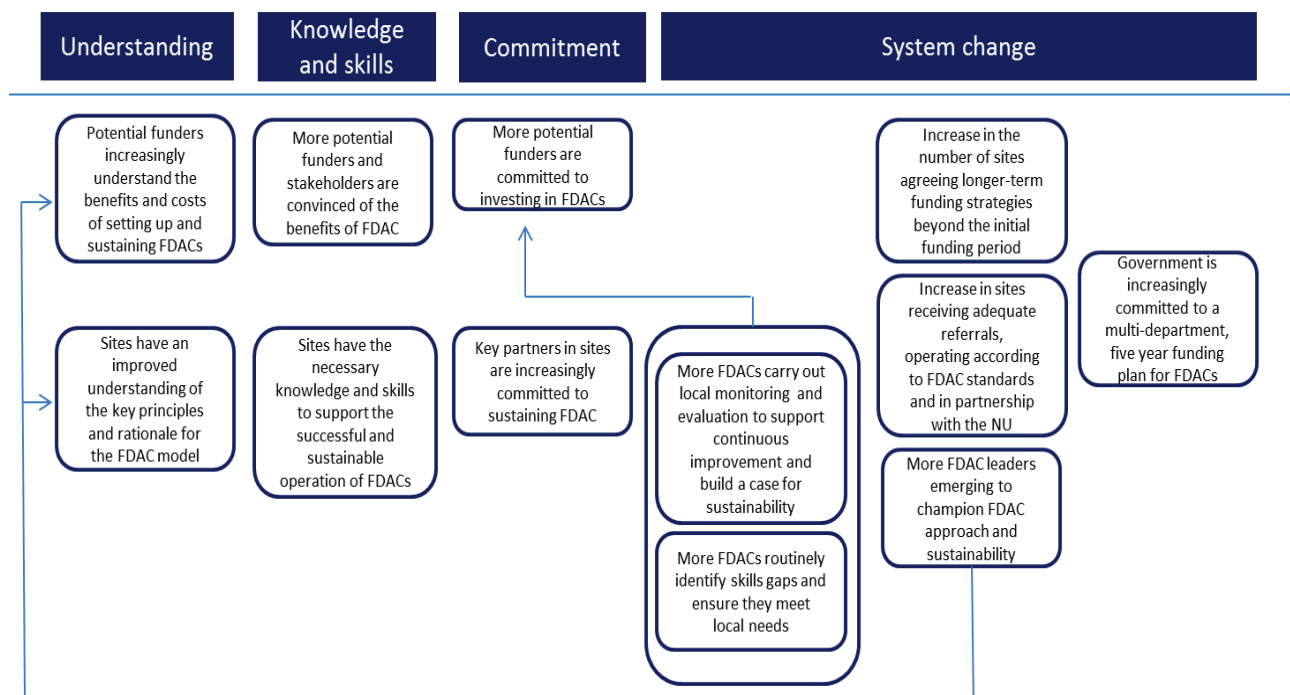 Understanding
Knowledge
and skills
Commitment
System change
Potential funders
increasingly
understand the
benefits and costs
of setting up and
sustaining FDACs
More potential
funders and
stakeholders are
convinced of the
benefits of FDAC
More potential
funders are
committed to
investing in FDACs
Increase in the
number of sites
agreeing longer-term
funding strategies
beyond the initial
funding period
Government is
increasingly
committed to a
multi-department,
five year funding
plan for FDACs
Sites have an
improved
understanding of
the key principles
and rationale for
the FDAC model
Sites have the
necessary
knowledge and skills
to support the
successful and
sustainable
operation of FDACs
Key partners in sites
are increasingly
committed to
sustaining FDAC
More FDACs carry out
local monitoring and
evaluation to support
continuous
improvement and
build a case for
sustainability
More FDACs routinely
identify skills gaps and
ensure they meet
local needs
Increase in sites
receiving adequate
referrals,
operating according
to FDAC standards
and in partnership
with the NU
More FDAC leaders
emerging to
champion FDAC
approach and
sustainability